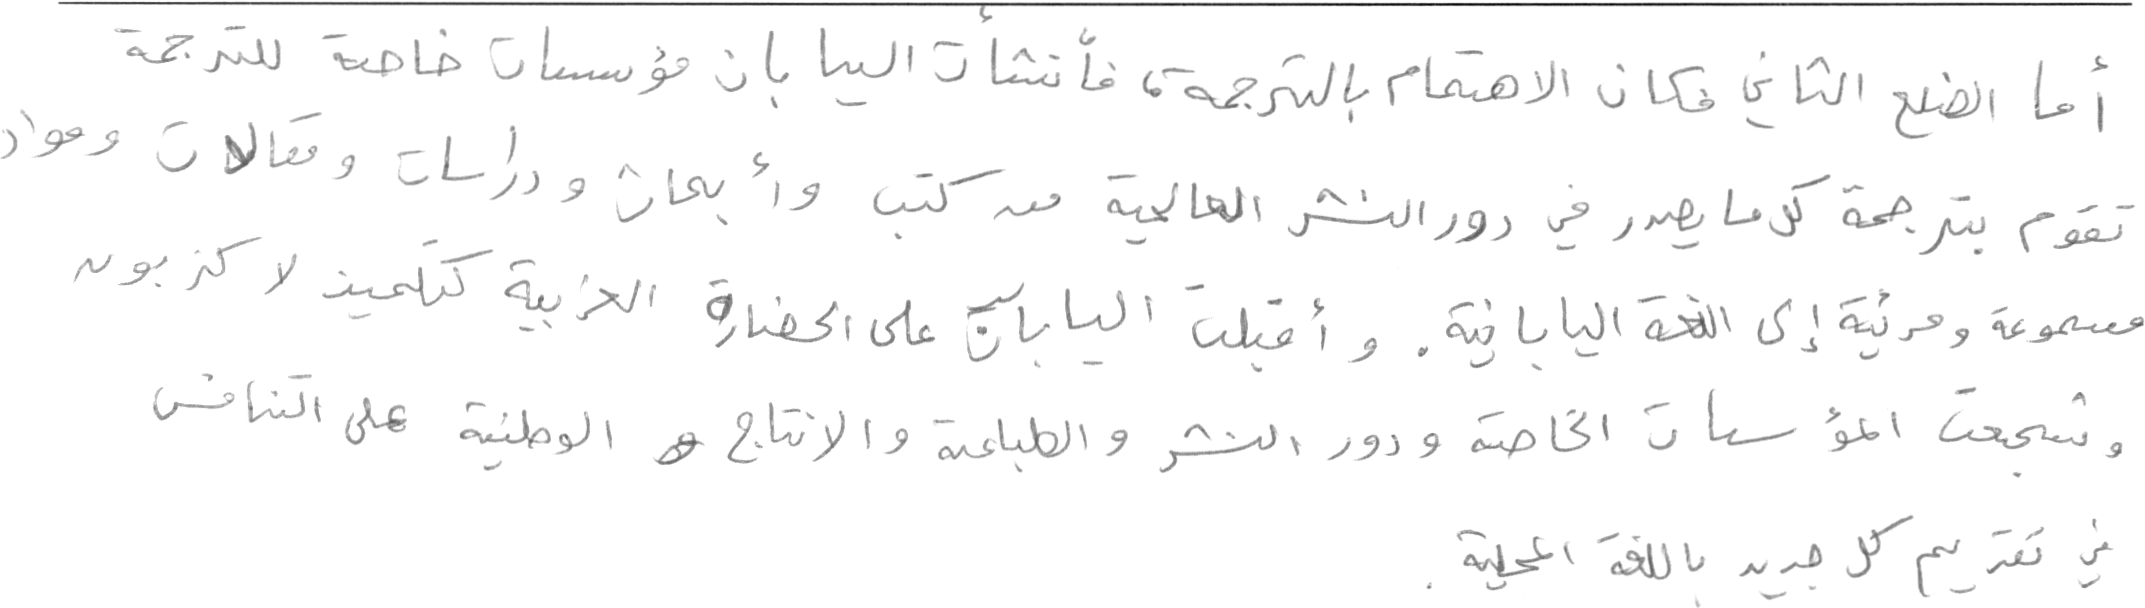 أما الضلع الثاني فكان الاهتمام بالترجمة، فأنشأت اليابان مؤسسات خاصة للترجمة
تقوم بترجمة كل ما يصدر في دور النشر العالمية من كتب وأبحاث ودراسات ومقالات ومواد
مسموعة ومرئية إلى اللغة اليابانية. وأقبلت اليابان على الحضارة الغربية كتلميذ لا كزبون
وشجعت المؤسسات الخاصة ودور النشر والطباعة والانتاج الوطنية على التنافس
في تقديم كل جديد باللغة المحلية.